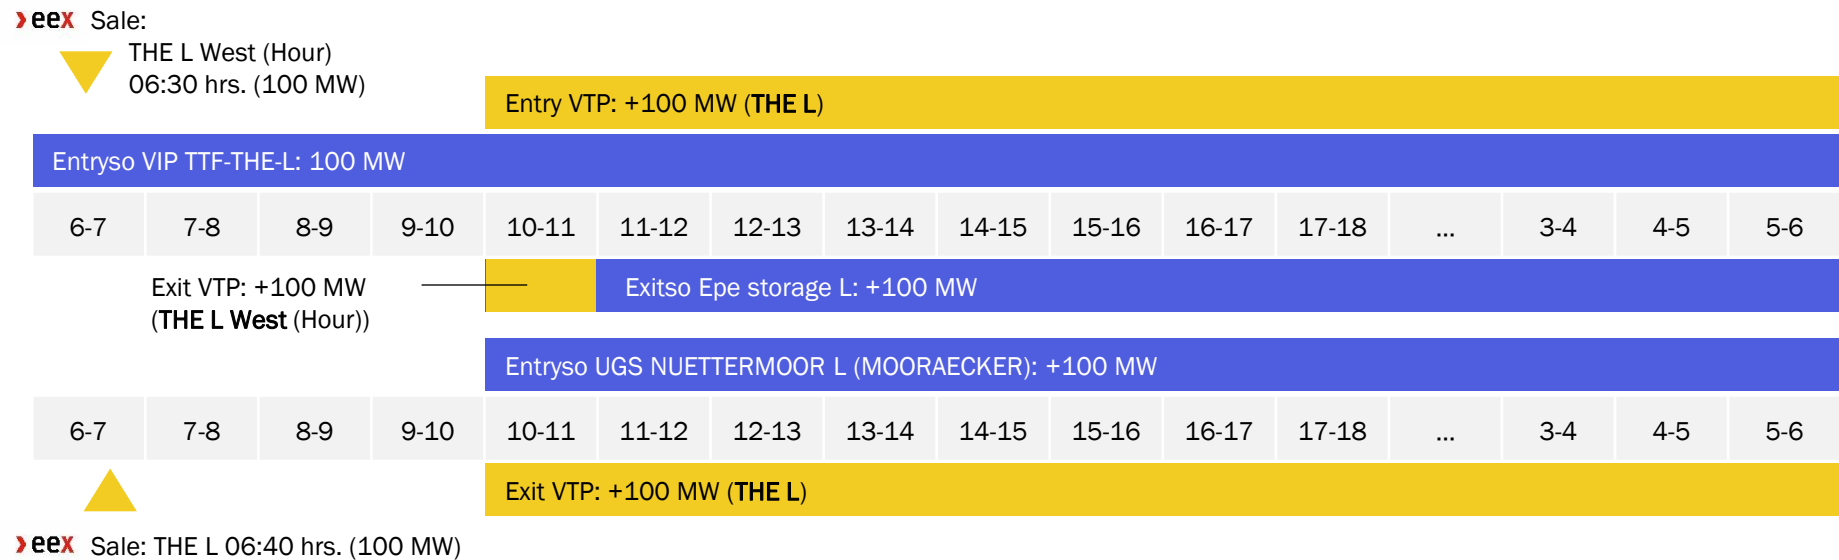 eex Sale:
THE L West (Hour)
06:30 hrs. (100 MW)
Entry VTP: +100 MW (THE L)
Entryso VIP TTF-THE-L: 100 MW
6-7 7-8 8-9 9-10 10-11 11-12 12-13 13-14 14-15 15-16 16-17 17-18 ... 3-4 4-5 5-6
Exit VTP: +100 MW
(THE L West (Hour))
Exitso Epe storage L: +100 MW
Entryso UGS NUETTERMOOR L (MOORAECKER): +100 MW
6-7 7-8 8-9 9-10 10-11 11-12 12-13 13-14 14-15 15-16 16-17 17-18 ... 3-4 4-5 5-6
Exit VTP: +100 MW (THE L)
eex Sale: THE L 06:40 hrs. (100 MW)